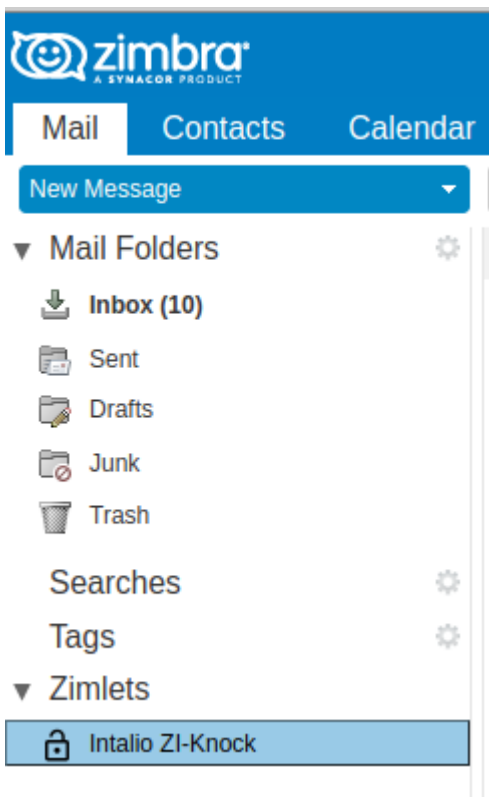 zimbra
A SYNACOR PRODUCT
Mail Contacts Calendar
New Message
Mail Folders
Inbox (10)
Sent
Drafts
Junk
Trash
Searches
Tags
Zimlets
Intalio ZI-Knock